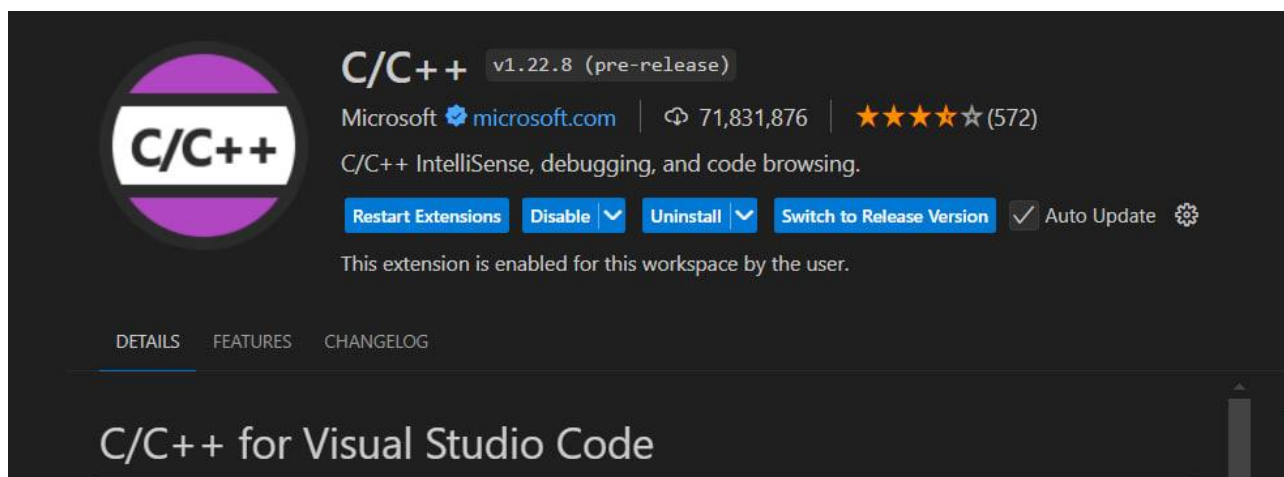 C/C++
C/C++ v1.22.8 (pre-release)
Microsoft microsoft.com 71,831,876 (572)
C/C++ IntelliSense, debugging, and code browsing.
Restart Extensions Disable Uninstall Switch to Release Version Auto Update
This extension is enabled for this workspace by the user.
DETAILS FEATURES CHANGELOG
C/C++ for Visual Studio Code